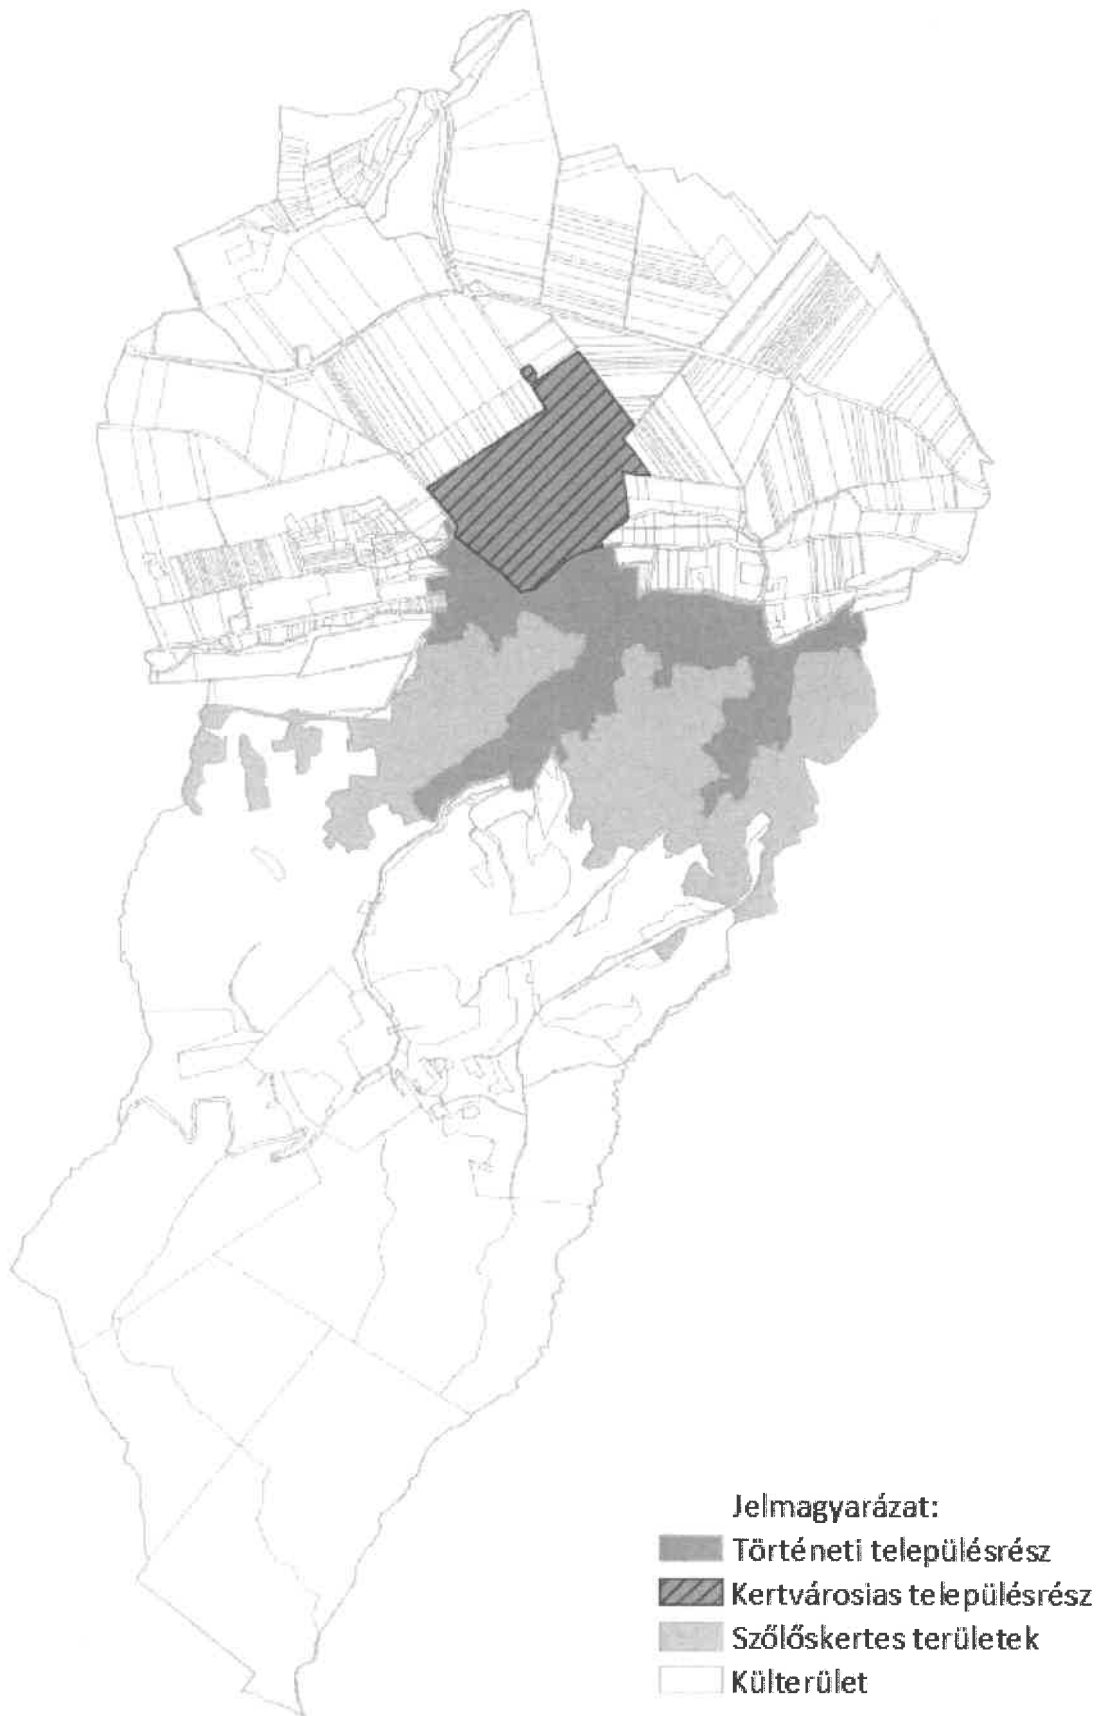 Jelmagyarázat:
Történeti településrész
Kertvárosias településrész
Szőlőskertes területek
Külterület